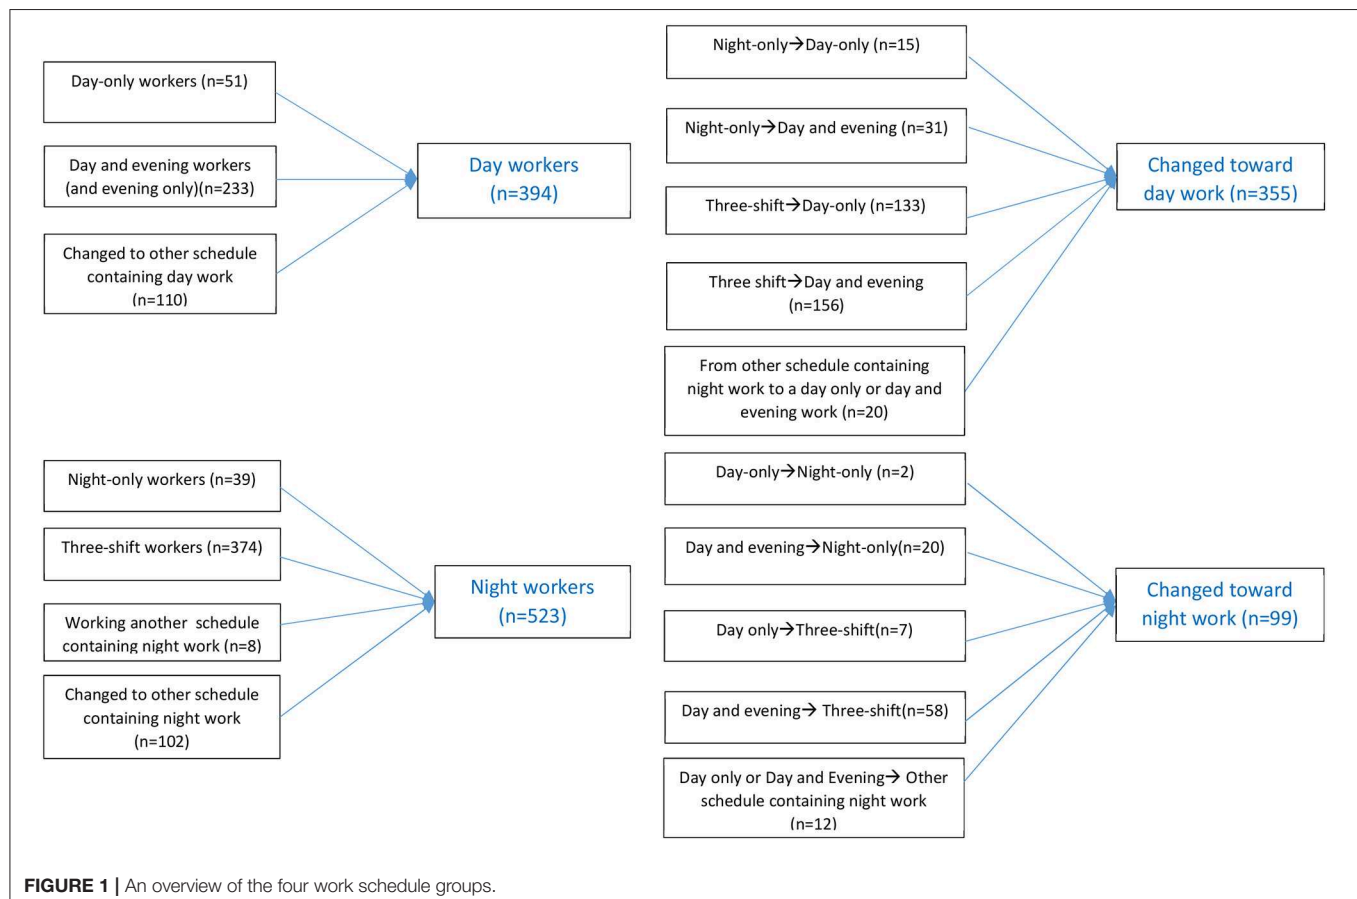 Day-only workers (n=51)
Day and evening workers
(and evening only)(n=233)
Changed to other schedule
containing day work
(n=110)
Day workers
(n=394)
Night-only→Day-only (n=15)
Night-only→Day and evening (n=31)
Three-shift→Day-only (n=133)
Three shift→Day and evening
(n=156)
From other schedule containing
night work to a day only or day and
evening work (n=20)
Changed toward
day work (n=355)
Night-only workers (n=39)
Three-shift workers (n=374)
Working another schedule
containing night work (n=8)
Changed to other schedule
containing night work
(n=102)
Night workers
(n=523)
Day-only→Night-only (n=2)
Day and evening→Night-only(n=20)
Day only→Three-shift(n=7)
Day and evening→ Three-shift(n=58)
Day only or Day and Evening→ Other
schedule containing night work
(n=12)
Changed toward
night work (n=99)
FIGURE 1 | An overview of the four work schedule groups.